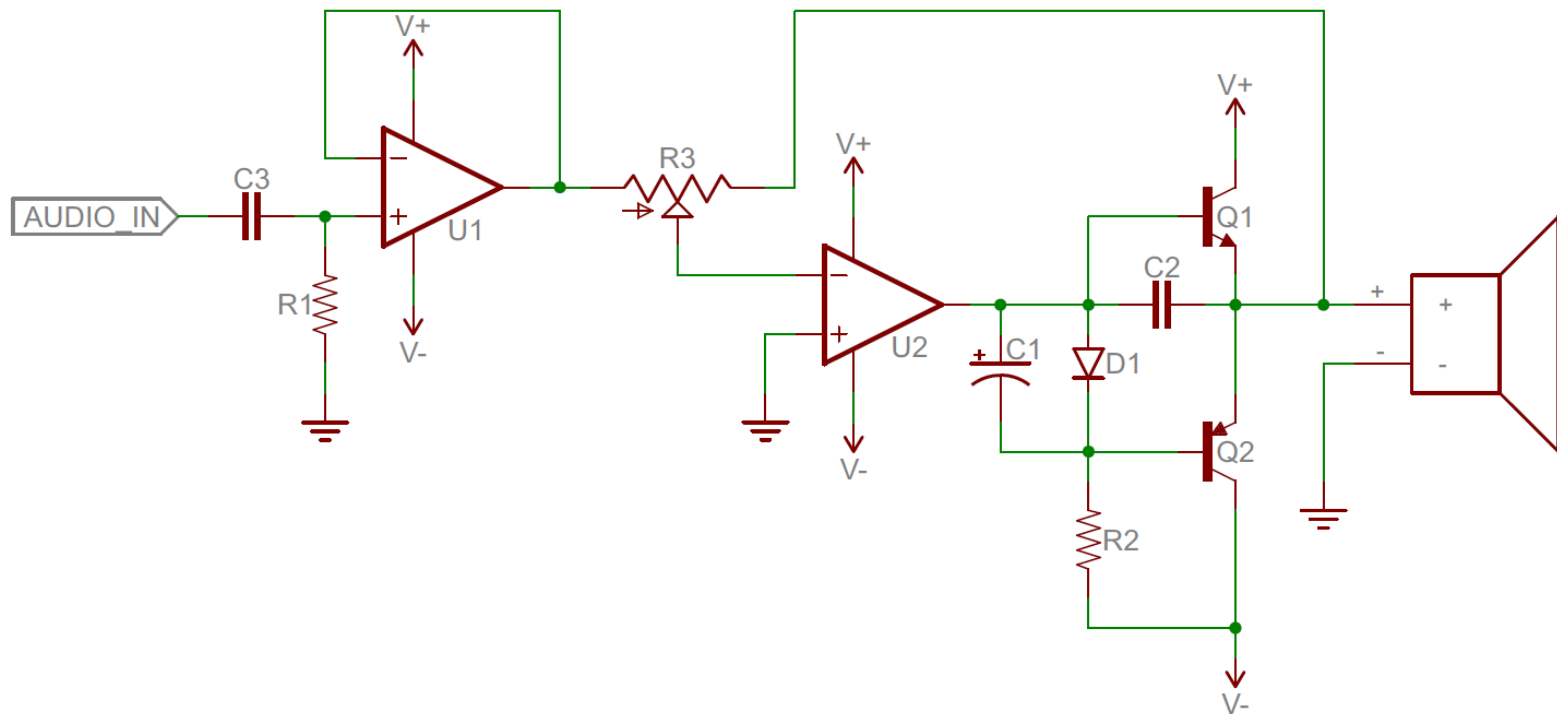 V+
C3
AUDIO_IN
R1
−
+
U1
V-
R3
V+
−
+
U2
V-
+
C1
D1
C2
V+
Q1
Q2
R2
V-
+
-
+
-